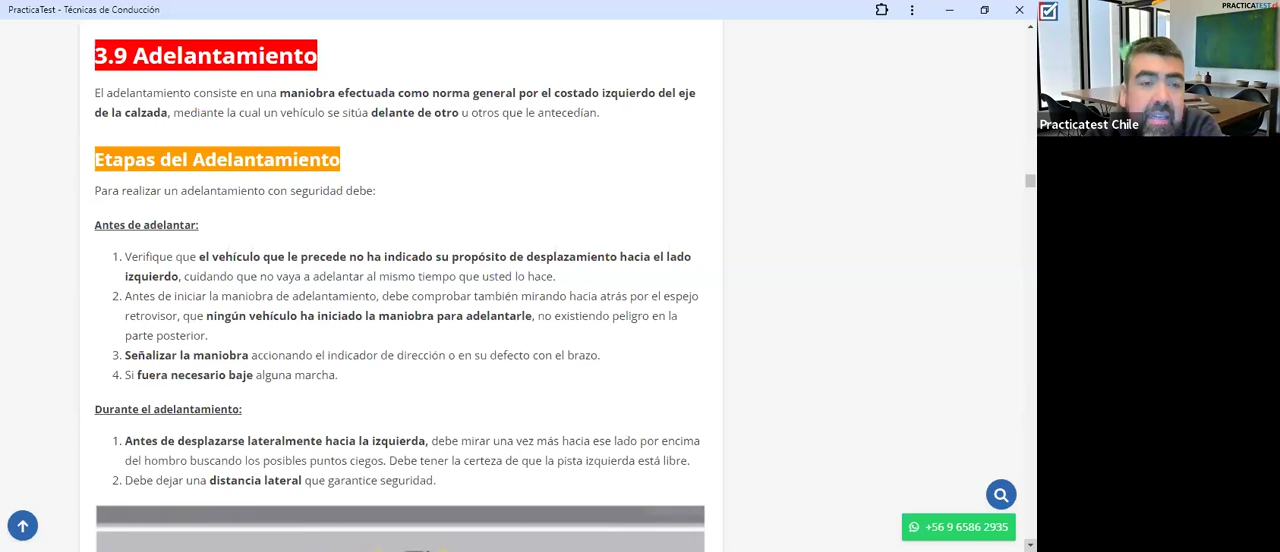 PracticaTest - Técnicas de Conducción
PRACTICATEST.cl
3.9 Adelantamiento
El adelantamiento consiste en una maniobra efectuada como norma general por el costado izquierdo del eje
de la calzada, mediante la cual un vehículo se sitúa delante de otro u otros que le antecedían.
Practicatest Chile
Etapas del Adelantamiento
Para realizar un adelantamiento con seguridad debe:
Antes de adelantar:
1. Verifique que el vehículo que le precede no ha indicado su propósito de desplazamiento hacia el lado
izquierdo, cuidando que no vaya a adelantar al mismo tiempo que usted lo hace.
2. Antes de iniciar la maniobra de adelantamiento, debe comprobar también mirando hacia atrás por el espejo
retrovisor, que ningún vehículo ha iniciado la maniobra para adelantarle, no existiendo peligro en la
parte posterior.
3. Señalizar la maniobra accionando el indicador de dirección o en su defecto con el brazo.
4. Si fuera necesario baje alguna marcha.
Durante el adelantamiento:
1. Antes de desplazarse lateralmente hacia la izquierda, debe mirar una vez más hacia ese lado por encima
del hombro buscando los posibles puntos ciegos. Debe tener la certeza de que la pista izquierda está libre.
2. Debe dejar una distancia lateral que garantice seguridad.
+56 9 6586 2935